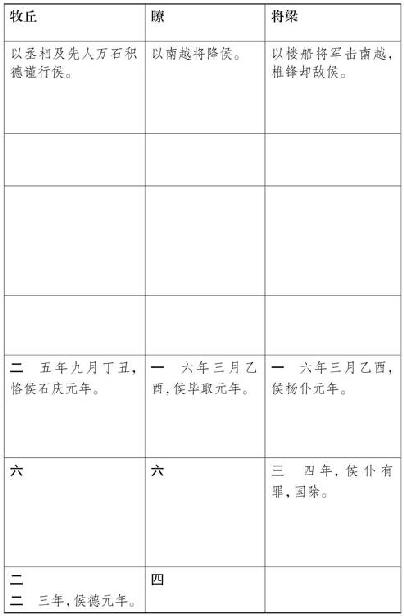 牧丘 瞭 将梁
以丞相及先人万石积 以南越将降侯。 以楼船将军击南越，
德谨行侯。 椎锋却敌侯。
二 五年九月丁丑， 一 六年三月乙 一 六年三月乙酉，
恪侯石庆元年。 酉，侯毕取元年。 侯杨仆元年。
六 六 三 四年，侯仆有
罪，国除。
二 四
二 三年，侯德元年。